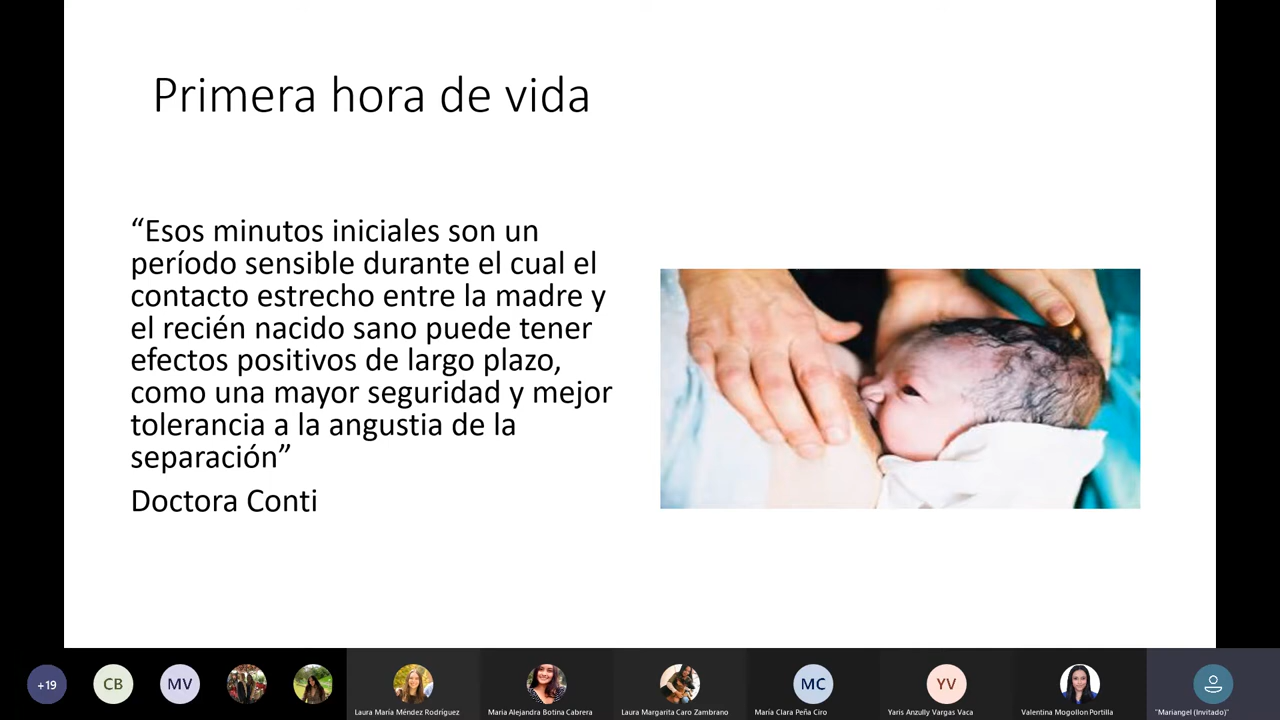 Primera hora de vida
“Esos minutos iniciales son un
período sensible durante el cual el
contacto estrecho entre la madre y
el recién nacido sano puede tener
efectos positivos de largo plazo,
como una mayor seguridad y mejor
tolerancia a la angustia de la
separación”
Doctora Conti
+19
CB
MV
MC
YV
Laura María Méndez Rodríguez
Maria Alejandra Botina Cabrera
Laura Margarita Caro Zambrano
María Clara Peña Ciro
Yaris Anzully Vargas Vaca
Valentina Mogollon Portilla
"Mariangel (Invitado)"